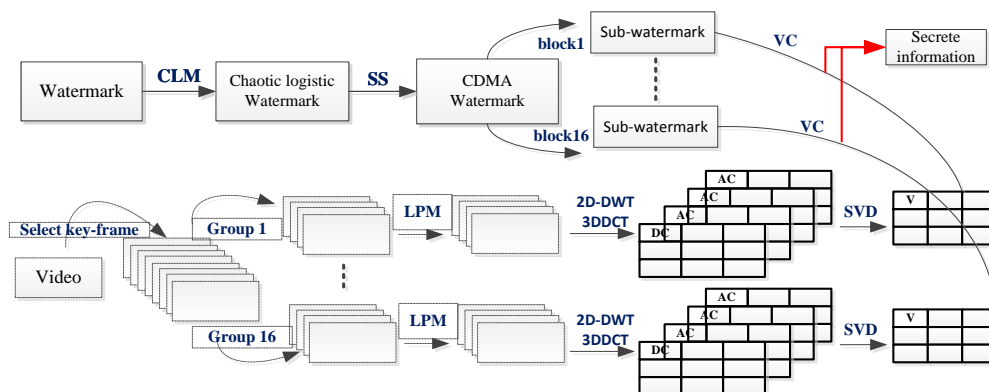 Watermark
CLM
Chaotic logistic
Watermark
SS
CDMA
Watermark
block1
Sub-watermark
VC
Secrete
information
block16
Sub-watermark
VC
Select key-frame
Video
Group 1
LPM
2D-DWT
3DDCT
AC
AC
AC
DC
SVD
V
Group 16
LPM
2D-DWT
3DDCT
AC
AC
AC
DC
SVD
V